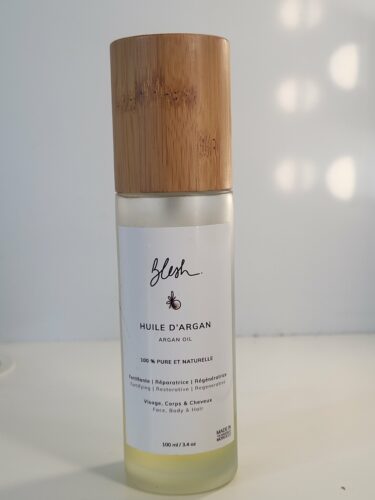 Blesh.
HUILE D'ARGAN
ARGAN OIL
100 % PURE ET NATURELLE
Fortifiante | Réparatrice | Régénératrice
Fortifying | Restorative | Regenerative
Visage, Corps & Cheveux
Face, Body & Hair
MADE IN
MOROCCO
100 ml / 3.4 oz